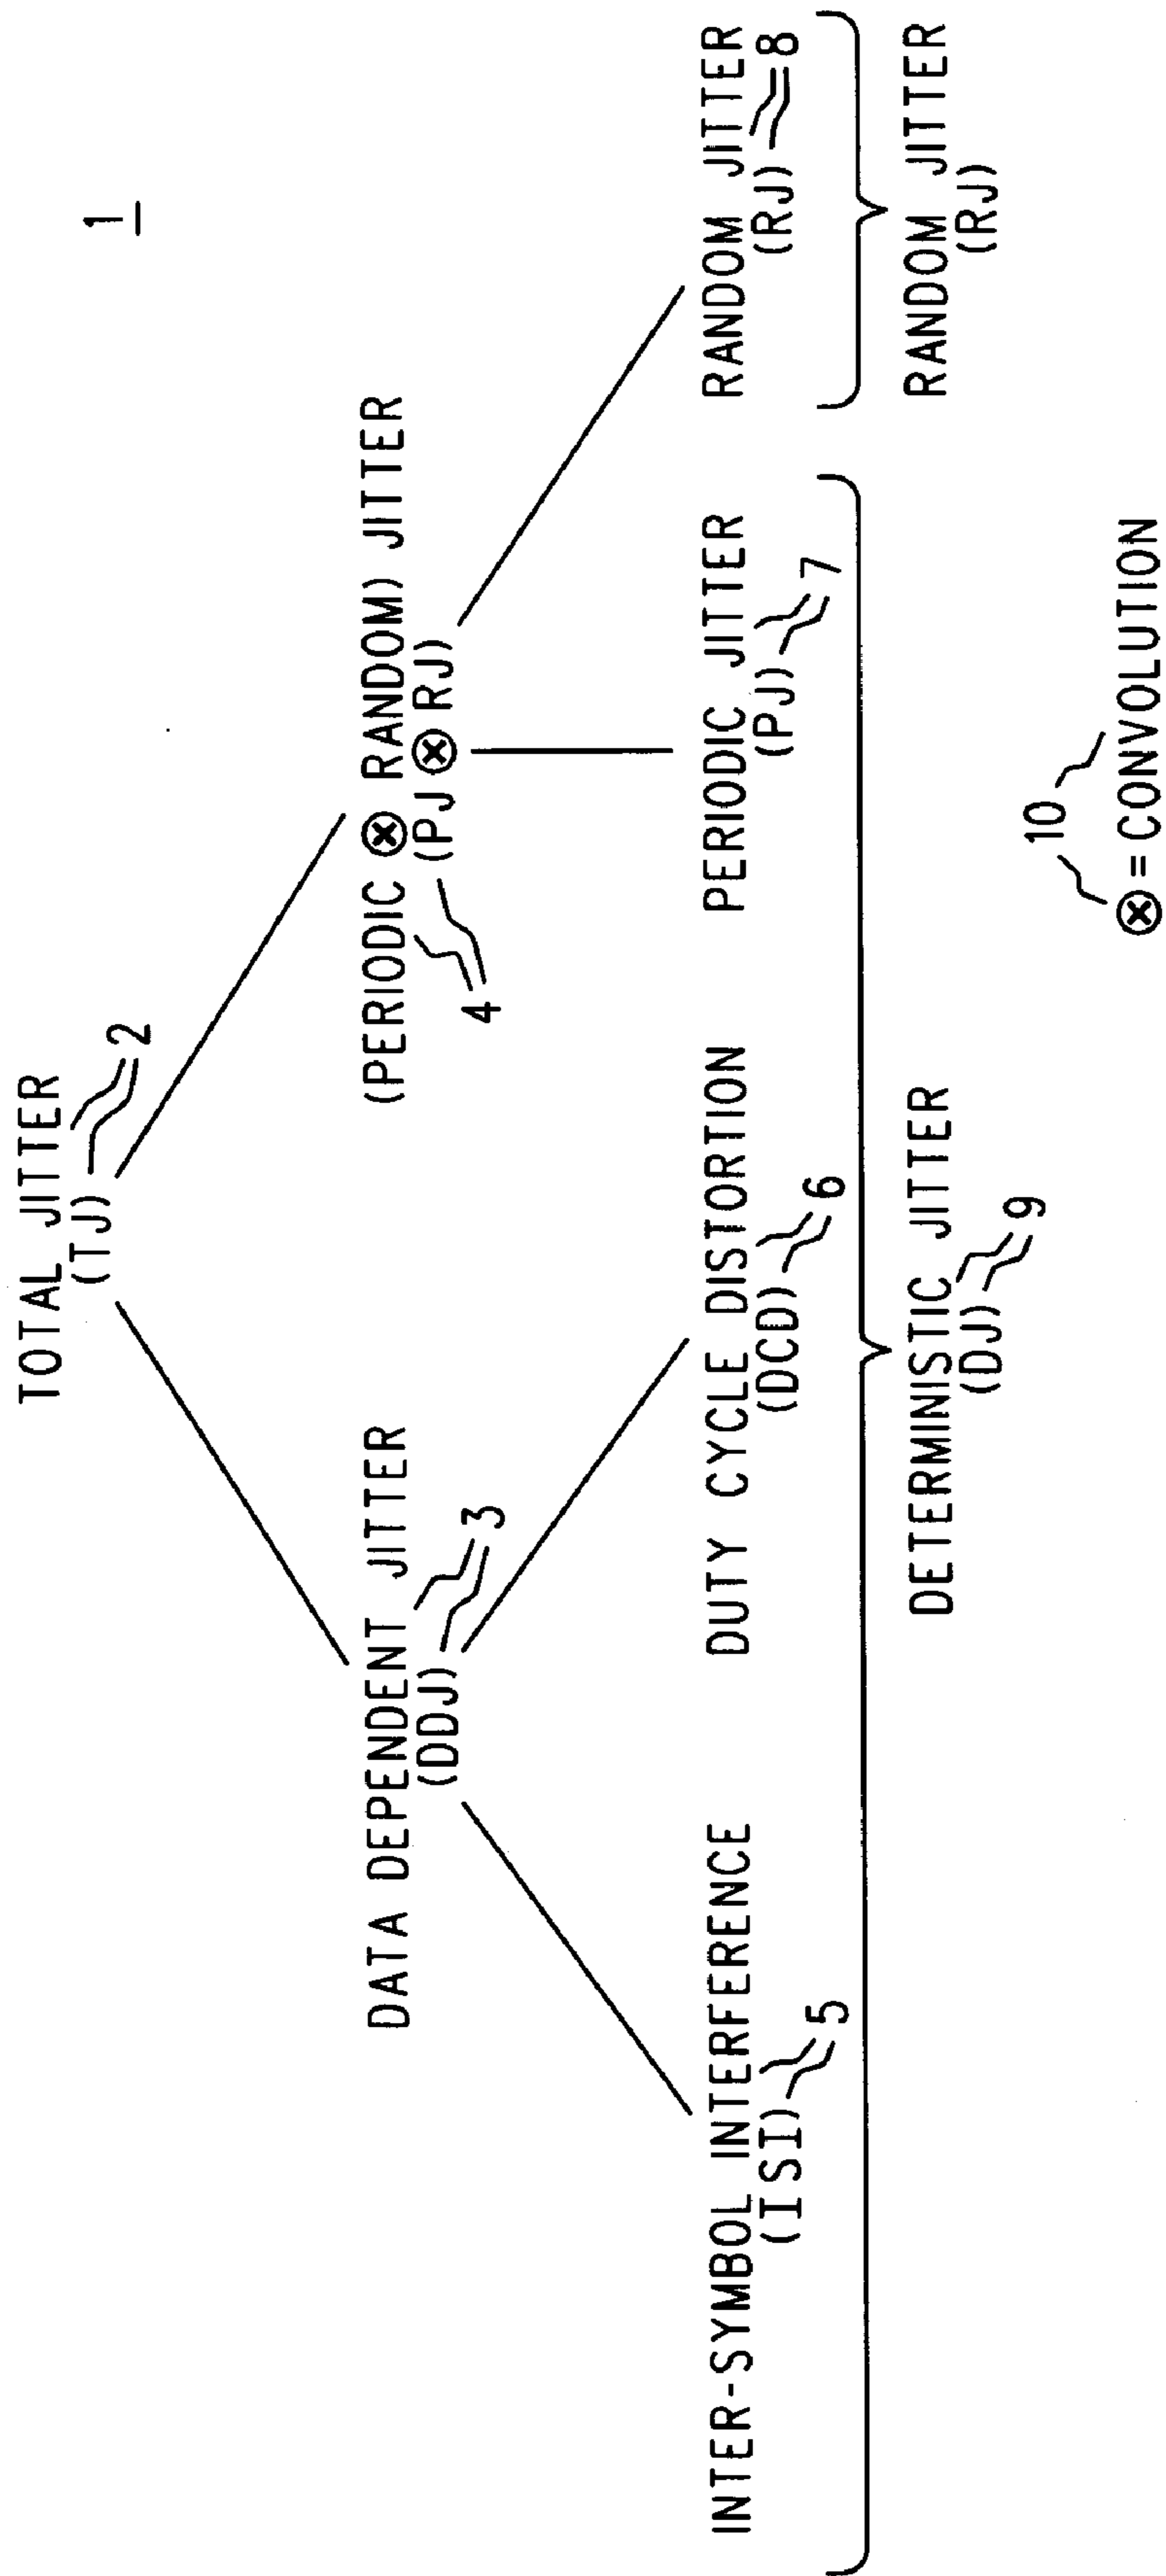 1
TOTAL JITTER
(TJ) 2
DATA DEPENDENT JITTER
(DDJ) 3
(PERIODIC ⊗ RANDOM) JITTER
(PJ ⊗ RJ)
4
INTER-SYMBOL INTERFERENCE
(ISI) 5
DUTY CYCLE DISTORTION
(DCD) 6
PERIODIC JITTER
(PJ) 7
RANDOM JITTER
(RJ) 8
DETERMINISTIC JITTER
(DJ) 9
RANDOM JITTER
(RJ)
10
⊗ = CONVOLUTION